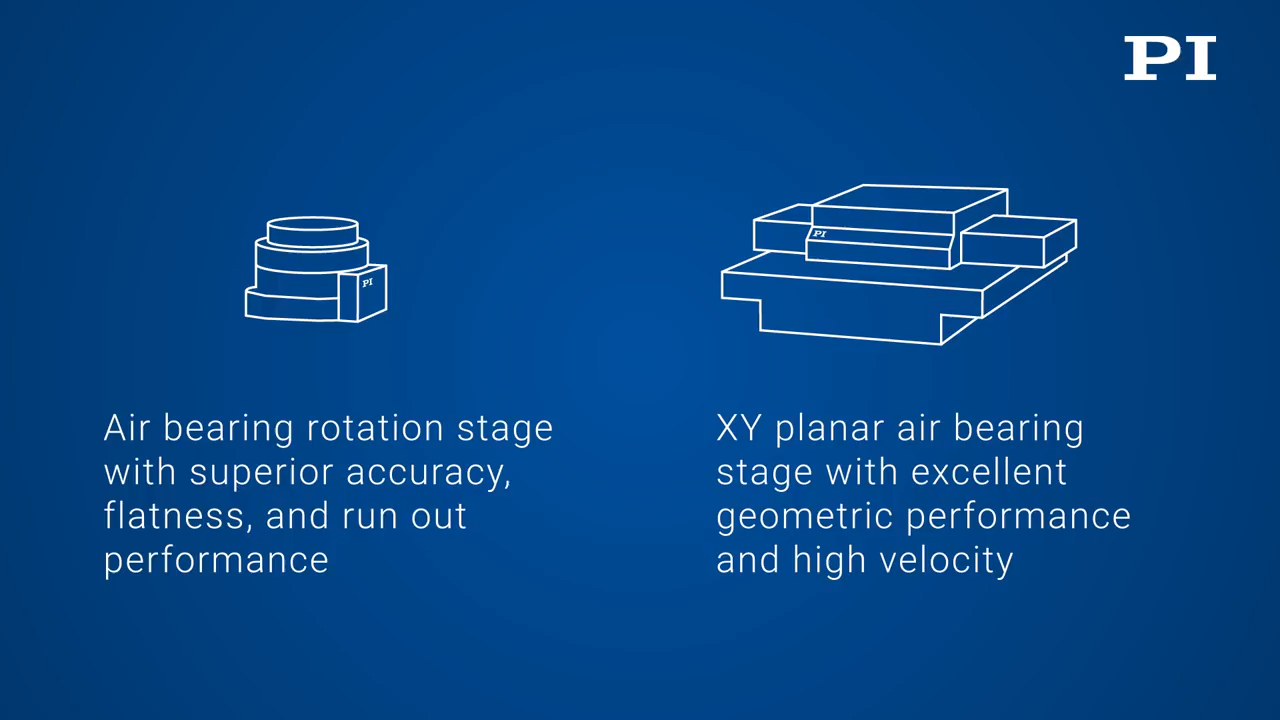 PI
PI
PI
Air bearing rotation stage
with superior accuracy,
flatness, and run out
performance
XY planar air bearing
stage with excellent
geometric performance
and high velocity